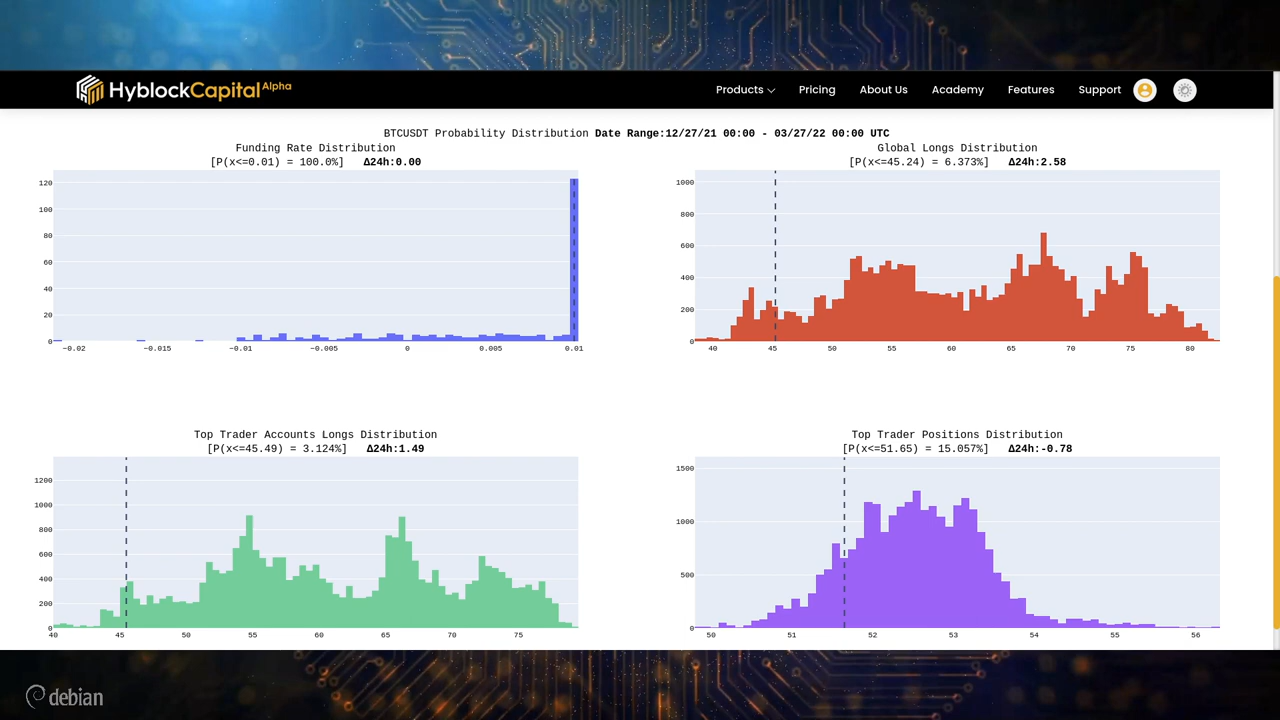 HyblockCapital Alpha
Products Pricing About Us Academy Features Support
BTCUSDT Probability Distribution Date Range:12/27/21 00:00 - 03/27/22 00:00 UTC
Funding Rate Distribution
[P(x<=0.01) = 100.0%] Δ24h:0.00
120
100
80
60
40
20
0
−0.02 −0.015 −0.01 −0.005 0 0.005 0.01
Global Longs Distribution
[P(x<=45.24) = 6.373%] Δ24h:2.58
1000
800
600
400
200
0
40 45 50 55 60 65 70 75 80
Top Trader Accounts Longs Distribution
[P(x<=45.49) = 3.124%] Δ24h:1.49
1200
1000
800
600
400
200
0
40 45 50 55 60 65 70 75
Top Trader Positions Distribution
[P(x<=51.65) = 15.057%] Δ24h:-0.78
1500
1000
500
0
50 51 52 53 54 55 56
debian